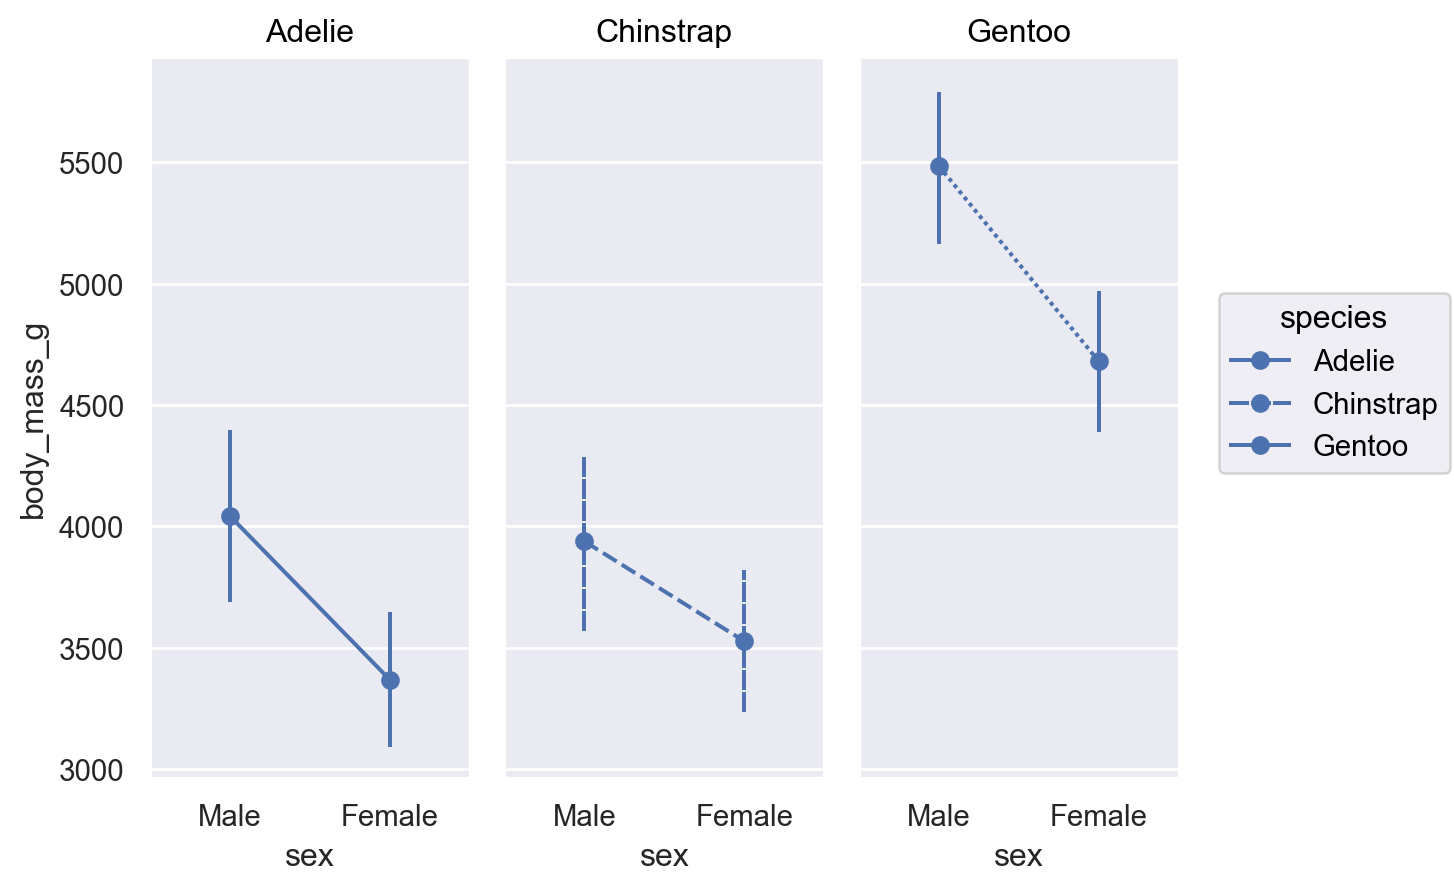 Adelie
Chinstrap
Gentoo
5500
5000
4500
4000
3500
3000
body_mass_g
Male
Female
Male
Female
Male
Female
sex
sex
sex
species
Adelie
Chinstrap
Gentoo